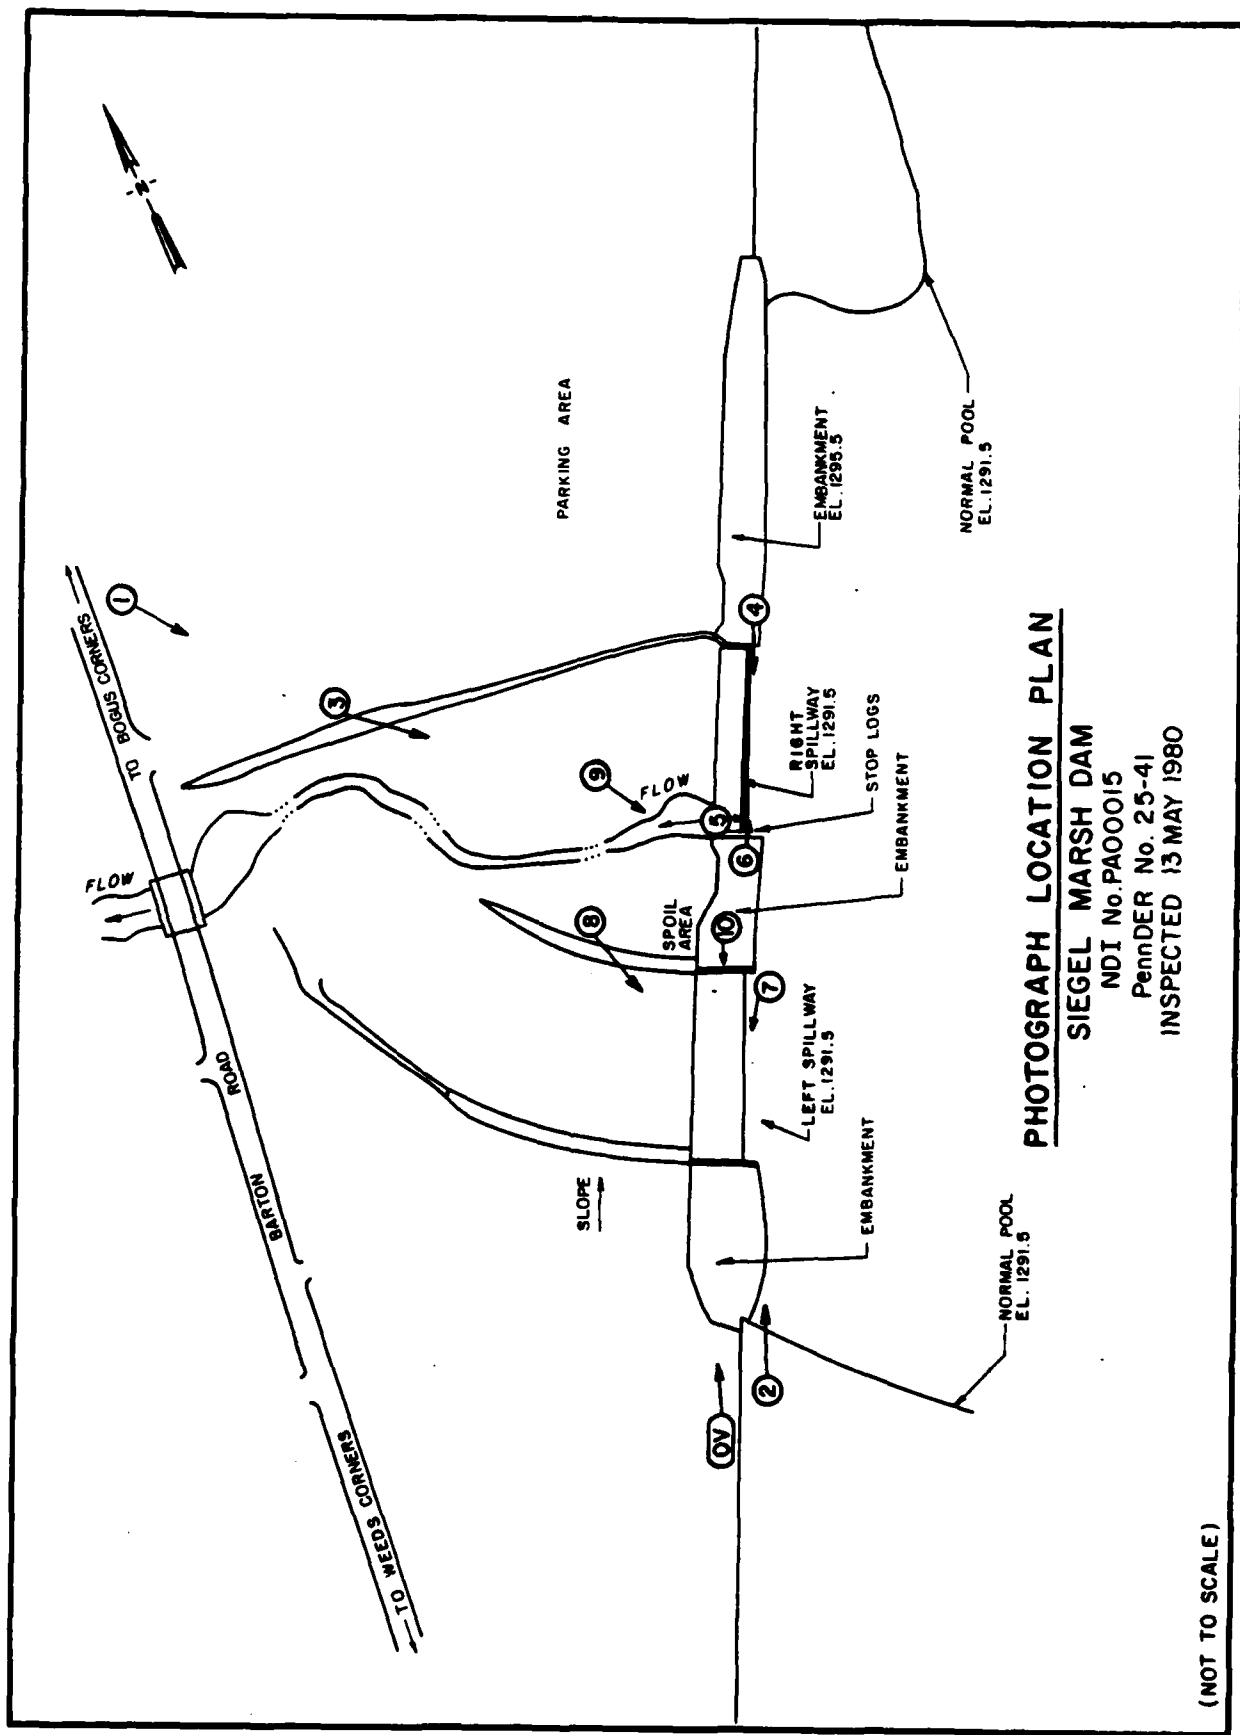 N
TO BOGUS CORNERS
FLOW
BARTON
ROAD
TO WEEDS CORNERS
1
3
PARKING AREA
9
FLOW
8
SPOIL
AREA
SLOPE
5
10
6
4
7
2
OV
EMBANKMENT
EL. 1295.5
RIGHT
SPILLWAY
EL. 1291.5
STOP LOGS
EMBANKMENT
LEFT SPILLWAY
EL. 1291.5
EMBANKMENT
NORMAL POOL
EL. 1291.5
NORMAL POOL
EL. 1291.5
PHOTOGRAPH LOCATION PLAN
SIEGEL MARSH DAM
NDI No. PA00015
PennDER No. 25-41
INSPECTED 13 MAY 1980
(NOT TO SCALE)